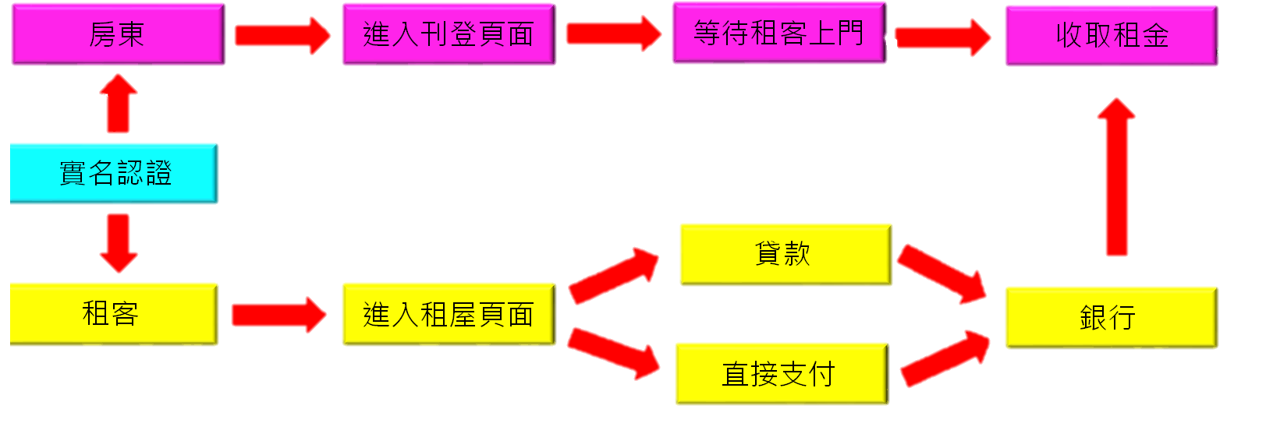 房東
進入刊登頁面
等待租客上門
收取租金
實名認證
租客
進入租屋頁面
貸款
直接支付
銀行